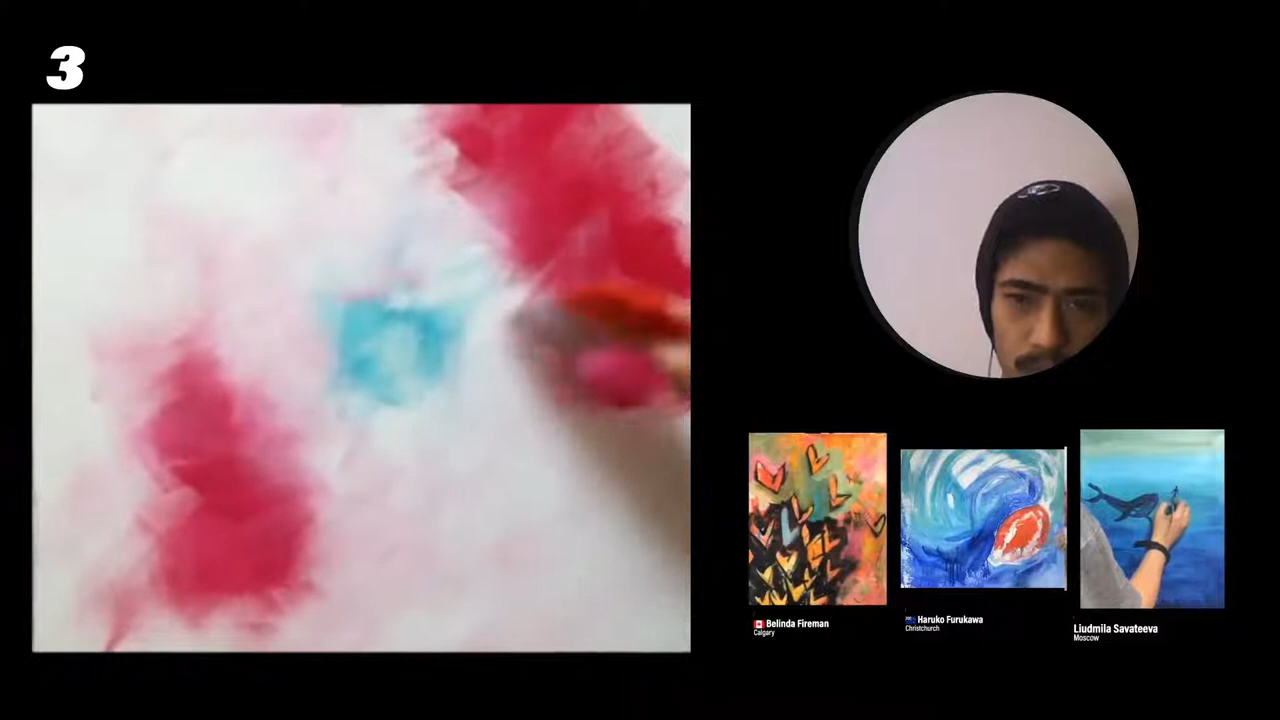 3
Belinda Fireman
Calgary
Haruko Furukawa
Christchurch
Liudmila Savateeva
Moscow